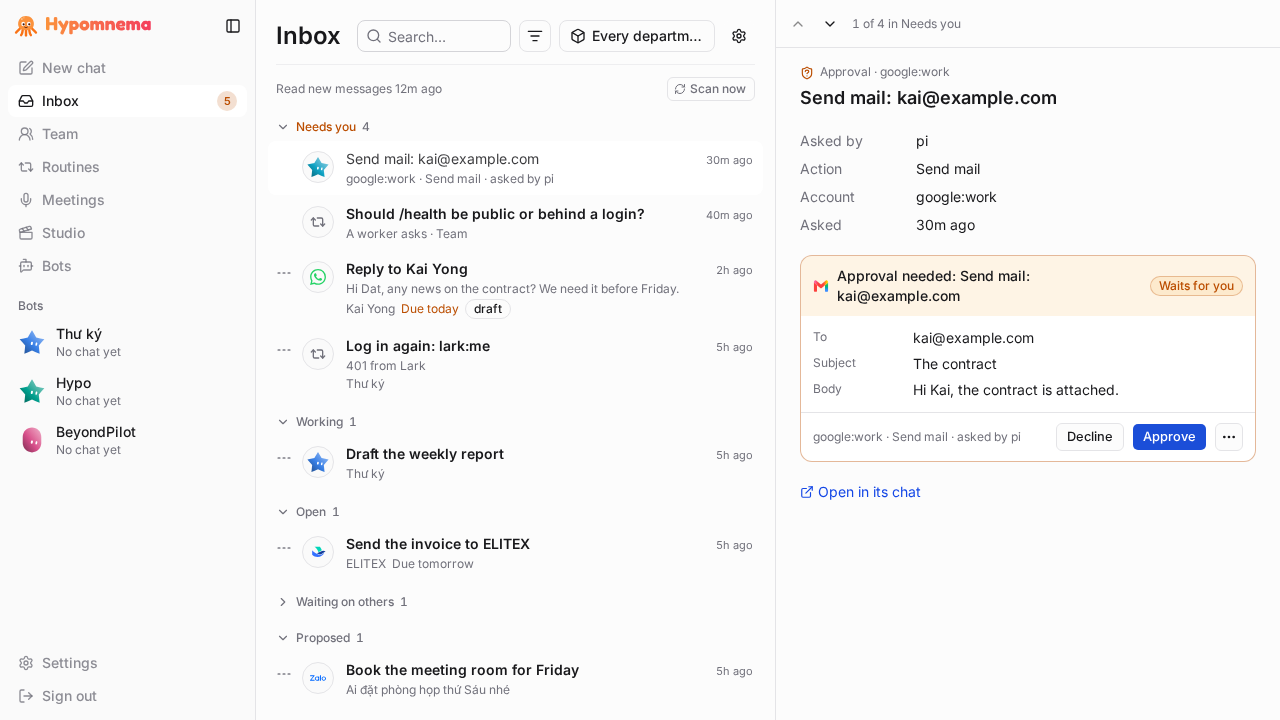 Hypomnema
New chat
Inbox
5
Team
Routines
Meetings
Studio
Bots
Bots
Thư ký
No chat yet
Hypo
No chat yet
BeyondPilot
No chat yet
Settings
Sign out
Inbox
Search...
Every departm...
Read new messages 12m ago
Scan now
Needs you 4
Send mail: kai@example.com
30m ago
google:work · Send mail · asked by pi
Should /health be public or behind a login?
40m ago
A worker asks · Team
Reply to Kai Yong
2h ago
Hi Dat, any news on the contract? We need it before Friday.
Kai Yong Due today draft
Log in again: lark:me
5h ago
401 from Lark
Thư ký
Working 1
Draft the weekly report
5h ago
Thư ký
Open 1
Send the invoice to ELITEX
5h ago
ELITEX Due tomorrow
Waiting on others 1
Proposed 1
Zalo
Book the meeting room for Friday
5h ago
Ai đặt phòng họp thứ Sáu nhé
1 of 4 in Needs you
Approval · google:work
Send mail: kai@example.com
Asked by pi
Action Send mail
Account google:work
Asked 30m ago
Approval needed: Send mail:
kai@example.com
Waits for you
To kai@example.com
Subject The contract
Body Hi Kai, the contract is attached.
google:work · Send mail · asked by pi
Decline
Approve
Open in its chat